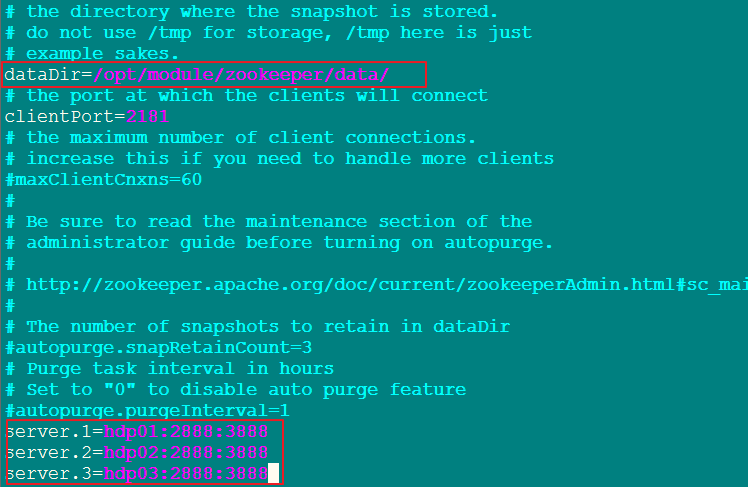 # the directory where the snapshot is stored.
# do not use /tmp for storage, /tmp here is just
# example sakes.
dataDir=/opt/module/zookeeper/data/
# the port at which the clients will connect
clientPort=2181
# the maximum number of client connections.
# increase this if you need to handle more clients
#maxClientCnxns=60
#
# Be sure to read the maintenance section of the
# administrator guide before turning on autopurge.
#
# http://zookeeper.apache.org/doc/current/zookeeperAdmin.html#sc_mai
#
# The number of snapshots to retain in dataDir
#autopurge.snapRetainCount=3
# Purge task interval in hours
# Set to "0" to disable auto purge feature
#autopurge.purgeInterval=1
server.1=hdp01:2888:3888
server.2=hdp02:2888:3888
server.3=hdp03:2888:3888